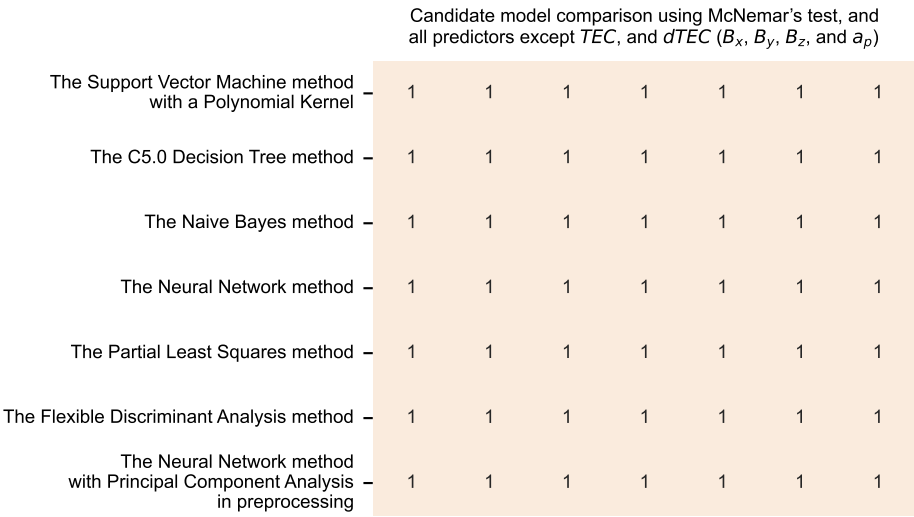 Candidate model comparison using McNemar's test, and
all predictors except TEC, and dTEC (Bx, By, Bz, and ap)
The Support Vector Machine method
with a Polynomial Kernel
1 1 1 1 1 1 1
The C5.0 Decision Tree method
1 1 1 1 1 1 1
The Naive Bayes method
1 1 1 1 1 1 1
The Neural Network method
1 1 1 1 1 1 1
The Partial Least Squares method
1 1 1 1 1 1 1
The Flexible Discriminant Analysis method
1 1 1 1 1 1 1
The Neural Network method
with Principal Component Analysis
in preprocessing
1 1 1 1 1 1 1